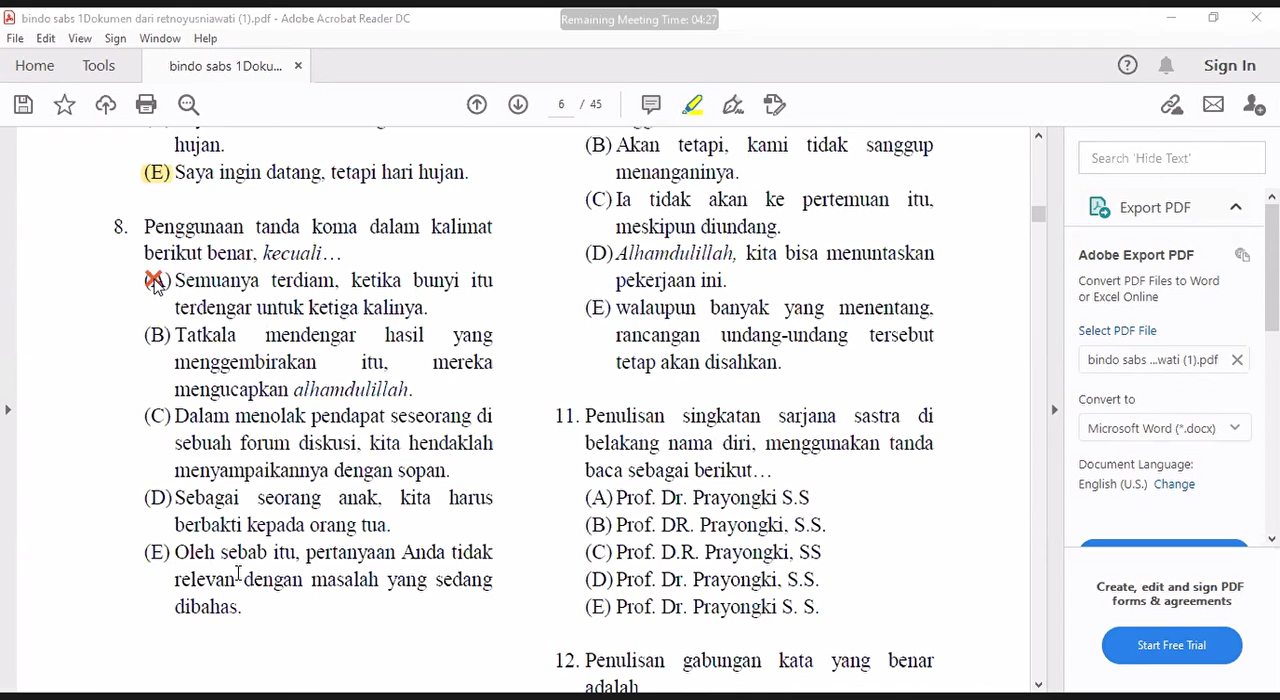 bindo sabs 1Dokumen dari retnoyusniawati (1).pdf - Adobe Acrobat Reader DC
Remaining Meeting Time: 04:27
File Edit View Sign Window Help
Home Tools bindo sabs 1Doku... × Sign In
6 / 45
hujan.
(E) Saya ingin datang, tetapi hari hujan.
8. Penggunaan tanda koma dalam kalimat
berikut benar, kecuali…
(A) Semuanya terdiam, ketika bunyi itu
terdengar untuk ketiga kalinya.
(B) Tatkala mendengar hasil yang
menggembirakan itu, mereka
mengucapkan alhamdulillah.
(C) Dalam menolak pendapat seseorang di
sebuah forum diskusi, kita hendaklah
menyampaikannya dengan sopan.
(D) Sebagai seorang anak, kita harus
berbakti kepada orang tua.
(E) Oleh sebab itu, pertanyaan Anda tidak
relevan dengan masalah yang sedang
dibahas.
(B) Akan tetapi, kami tidak sanggup
menanganinya.
(C) Ia tidak akan ke pertemuan itu,
meskipun diundang.
(D) Alhamdulillah, kita bisa menuntaskan
pekerjaan ini.
(E) walaupun banyak yang menentang,
rancangan undang-undang tersebut
tetap akan disahkan.
11. Penulisan singkatan sarjana sastra di
belakang nama diri, menggunakan tanda
baca sebagai berikut…
(A) Prof. Dr. Prayongki S.S
(B) Prof. DR. Prayongki, S.S.
(C) Prof. D.R. Prayongki, SS
(D) Prof. Dr. Prayongki, S.S.
(E) Prof. Dr. Prayongki S. S.
12. Penulisan gabungan kata yang benar
adalah
Search 'Hide Text'
Export PDF
Adobe Export PDF
Convert PDF Files to Word
or Excel Online
Select PDF File
bindo sabs ...wati (1).pdf
Convert to
Microsoft Word (*.docx)
Document Language:
English (U.S.) Change
Create, edit and sign PDF
forms & agreements
Start Free Trial